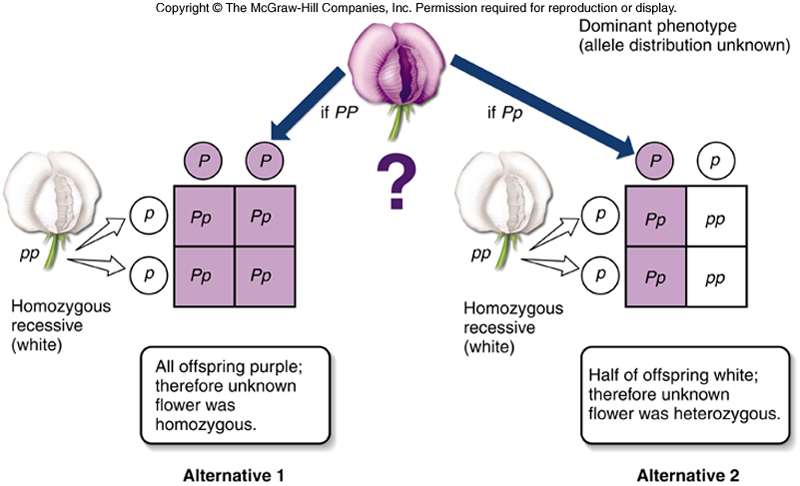 Copyright © The McGraw-Hill Companies, Inc. Permission required for reproduction or display.
Dominant phenotype
(allele distribution unknown)
if PP
if Pp
?
P P
p
Pp Pp
pp
p
Pp Pp
Homozygous
recessive
(white)
All offspring purple;
therefore unknown
flower was
homozygous.
Alternative 1
P p
p
Pp pp
pp
p
Pp pp
Homozygous
recessive
(white)
Half of offspring white;
therefore unknown
flower was heterozygous.
Alternative 2